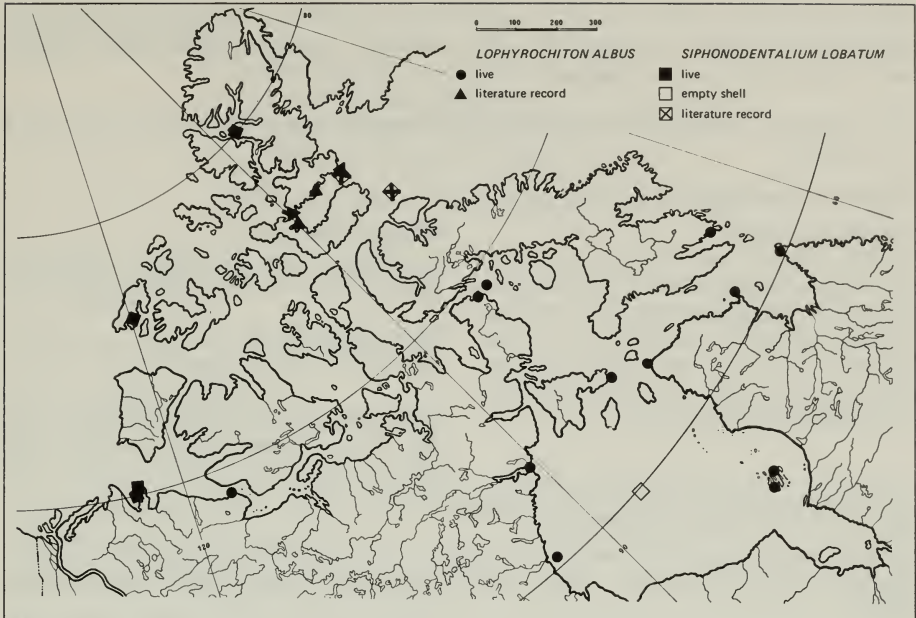 80
0 100 200 300
LOPHYROCHITON ALBUS
live
literature record
SIPHONODENTALIUM LOBATUM
live
empty shell
literature record
60
120
90